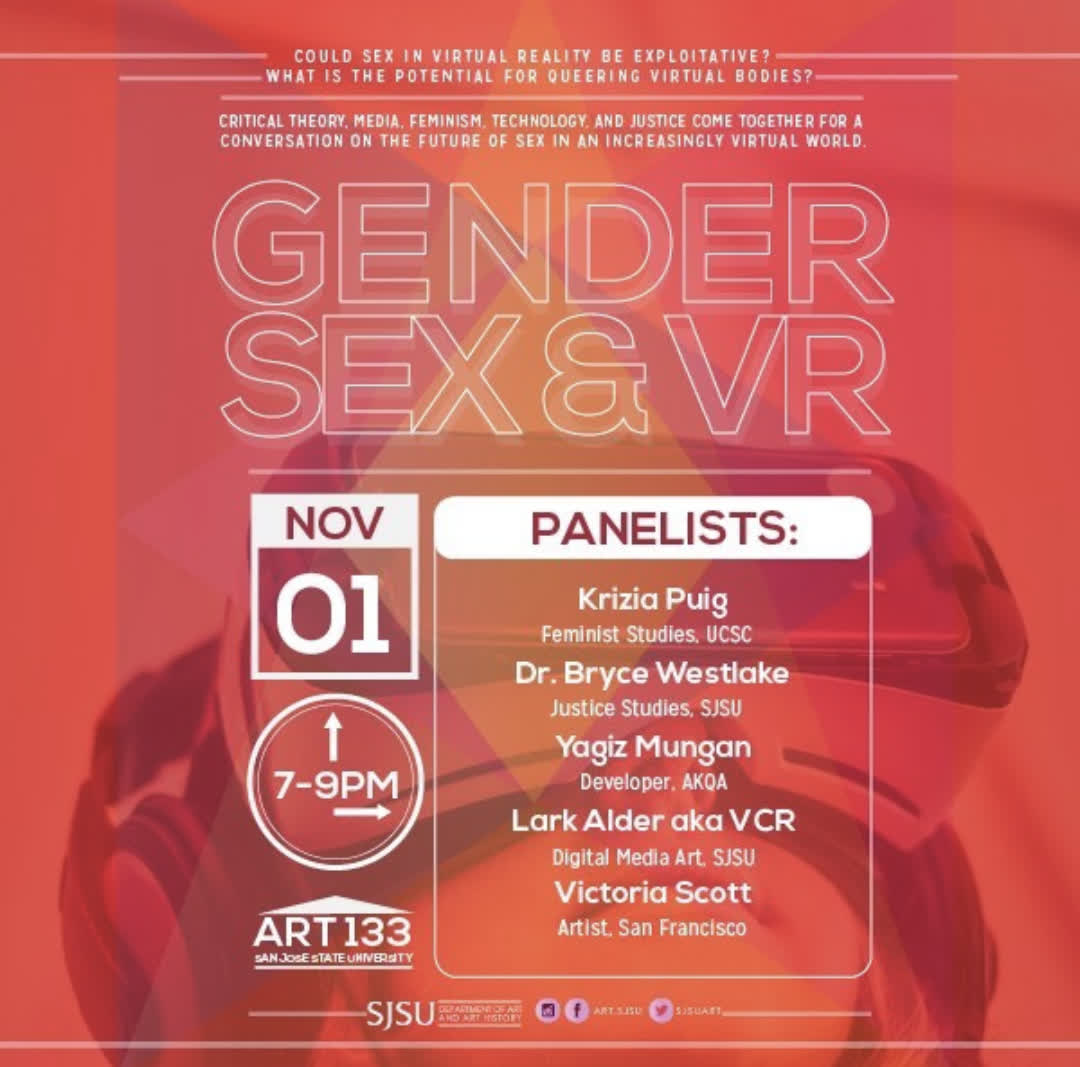 COULD SEX IN VIRTUAL REALITY BE EXPLOITATIVE?
WHAT IS THE POTENTIAL FOR QUEERING VIRTUAL BODIES?
CRITICAL THEORY, MEDIA, FEMINISM, TECHNOLOGY, AND JUSTICE COME TOGETHER FOR A
CONVERSATION ON THE FUTURE OF SEX IN AN INCREASINGLY VIRTUAL WORLD.
GENDER
SEX & VR
NOV
01
7-9PM
ART 133
sAN JOsE sTATE uNIVERsITY
PANELISTS:
Krizia Puig
Feminist Studies, UCSC
Dr. Bryce Westlake
Justice Studies, SJSU
Yagiz Mungan
Developer, AKQA
Lark Alder aka VCR
Digital Media Art, SJSU
Victoria Scott
Artist, San Francisco
SJSU
DEPARTMENT OF ART
AND ART HISTORY
ART.SJSU
SJSUART